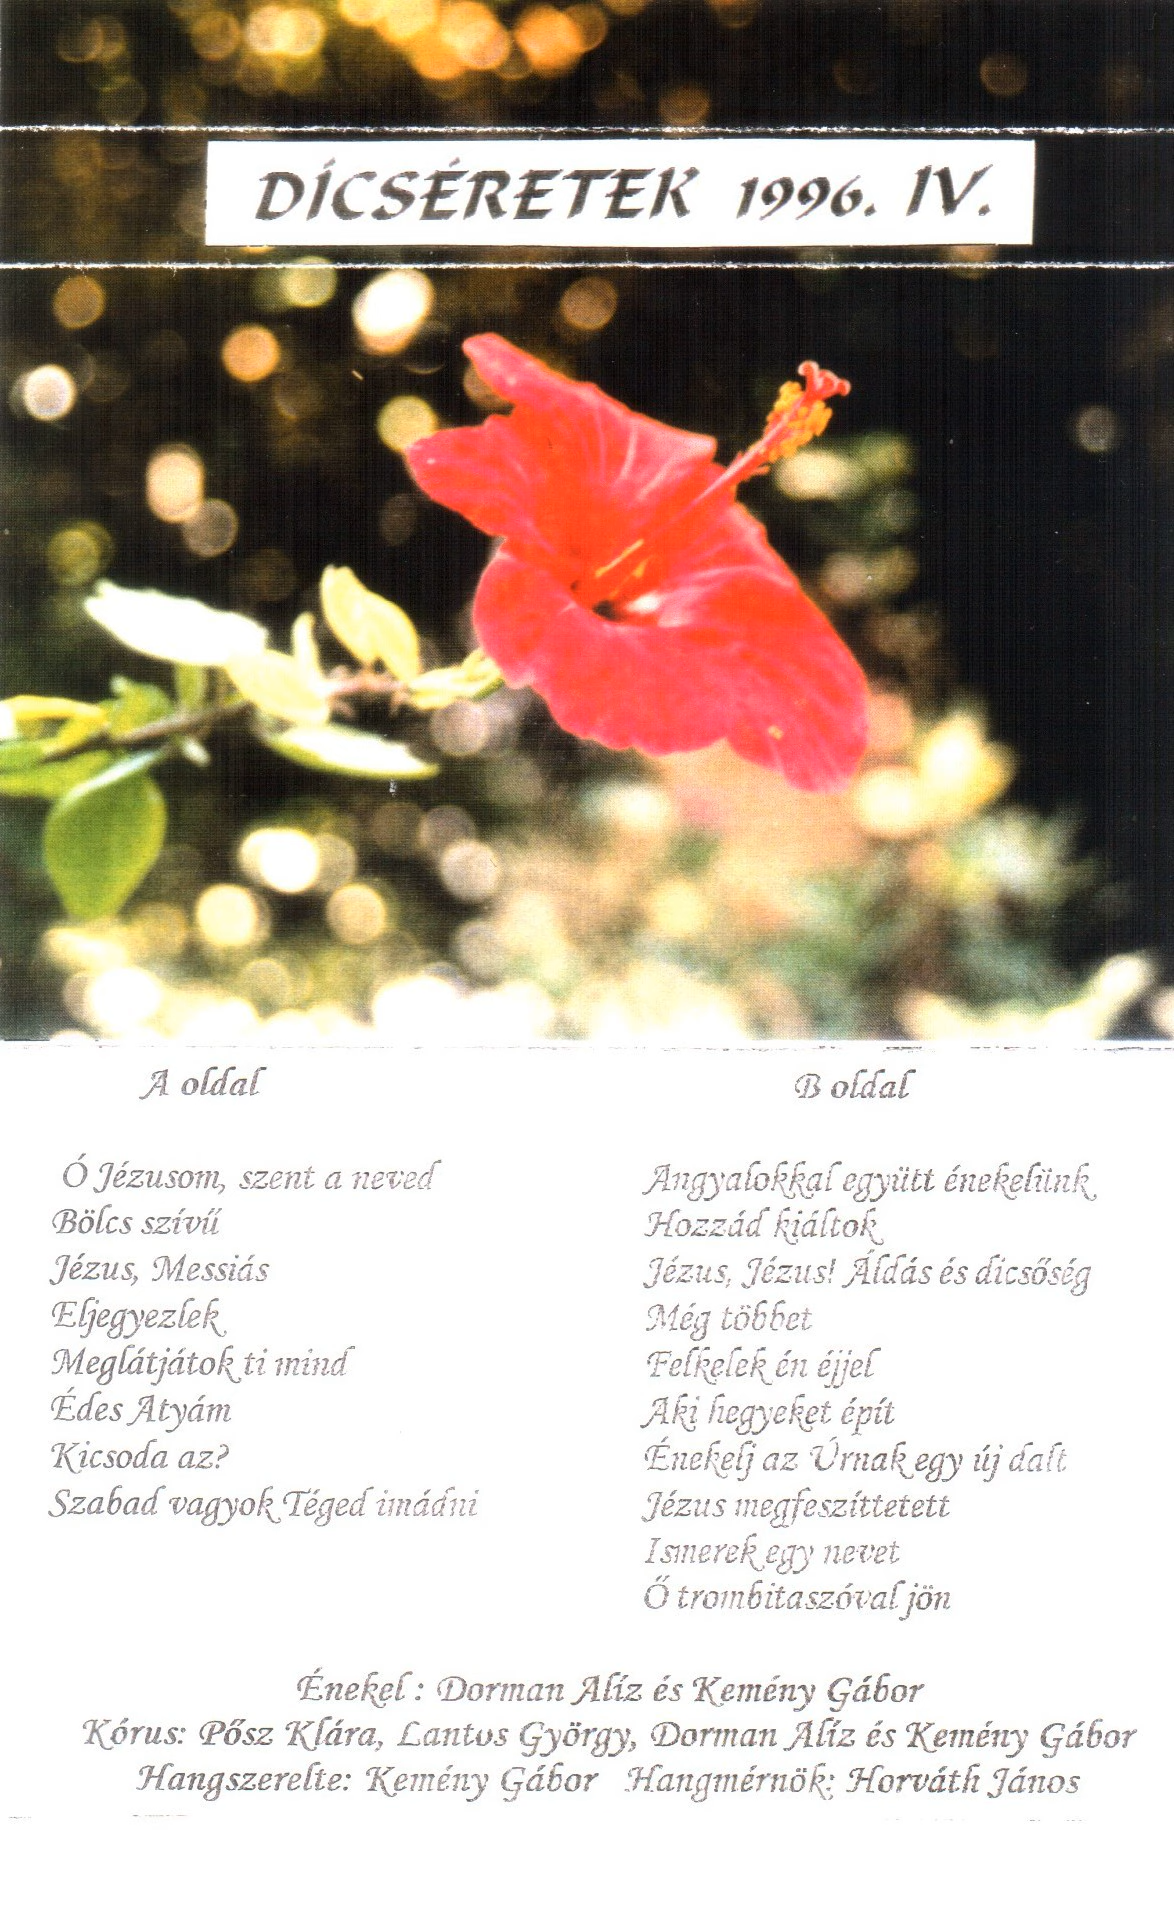 DÍCSÉRETEK 1996. IV.
A oldal
Ó Jézusom, szent a neved
Bölcs szívű
Jézus, Messiás
Eljegyezlek
Meglátjátok ti mind
Édes Atyám
Kicsoda az?
Szabad vagyok Téged imádni
B oldal
Angyalokkal együtt énekelünk
Hozzád kiáltok
Jézus, Jézus! Áldás és dicsőség
Még többet
Felkelek én éjjel
Aki hegyeket épít
Énekelj az Úrnak egy új dalt
Jézus megfeszíttetett
Ismerek egy nevet
Ő trombitaszóval jön
Énekel : Dorman Alíz és Kemény Gábor
Kórus: Pősz Klára, Lantos György, Dorman Alíz és Kemény Gábor
Hangszerelte: Kemény Gábor Hangmérnök: Horváth János